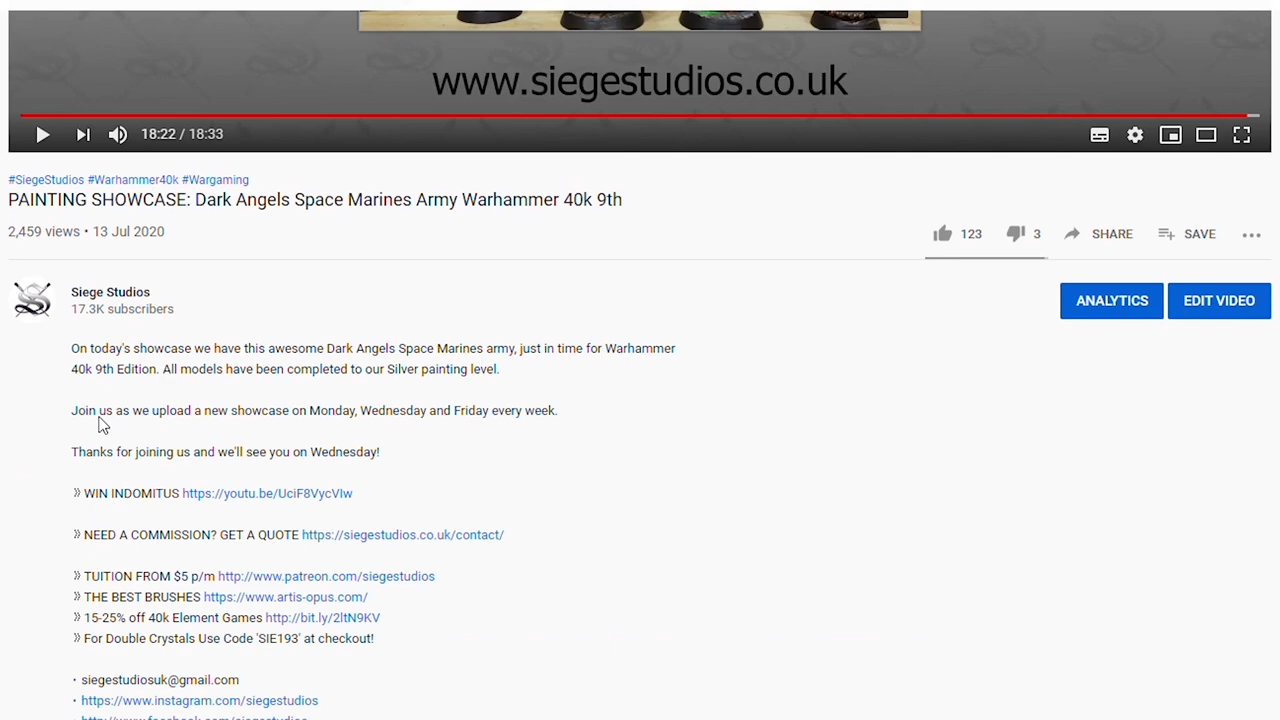 www.siegestudios.co.uk
18:22 / 18:33
#SiegeStudios #Warhammer40k #Wargaming
PAINTING SHOWCASE: Dark Angels Space Marines Army Warhammer 40k 9th
2,459 views • 13 Jul 2020
123 3 SHARE SAVE
Siege Studios
17.3K subscribers
ANALYTICS EDIT VIDEO
On today's showcase we have this awesome Dark Angels Space Marines army, just in time for Warhammer
40k 9th Edition. All models have been completed to our Silver painting level.
Join us as we upload a new showcase on Monday, Wednesday and Friday every week.
Thanks for joining us and we'll see you on Wednesday!
》WIN INDOMITUS https://youtu.be/UciF8VycVIw
》NEED A COMMISSION? GET A QUOTE https://siegestudios.co.uk/contact/
》TUITION FROM $5 p/m http://www.patreon.com/siegestudios
》THE BEST BRUSHES https://www.artis-opus.com/
》15-25% off 40k Element Games http://bit.ly/2ltN9KV
》For Double Crystals Use Code 'SIE193' at checkout!
• siegestudiosuk@gmail.com
• https://www.instagram.com/siegestudios
• http://www.facebook.com/siegestudios